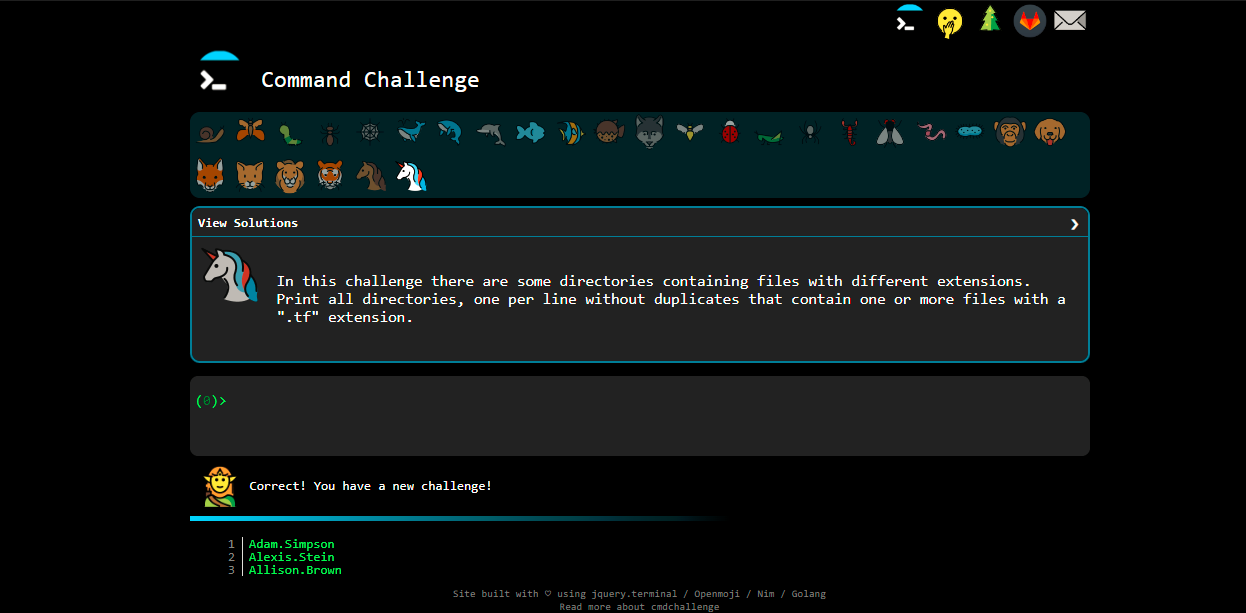 Command Challenge
View Solutions
In this challenge there are some directories containing files with different extensions.
Print all directories, one per line without duplicates that contain one or more files with a
".tf" extension.
(0)>
Correct! You have a new challenge!
1 Adam.Simpson
2 Alexis.Stein
3 Allison.Brown
Site built with ♡ using jquery.terminal / Openmoji / Nim / Golang
Read more about cmdchallenge